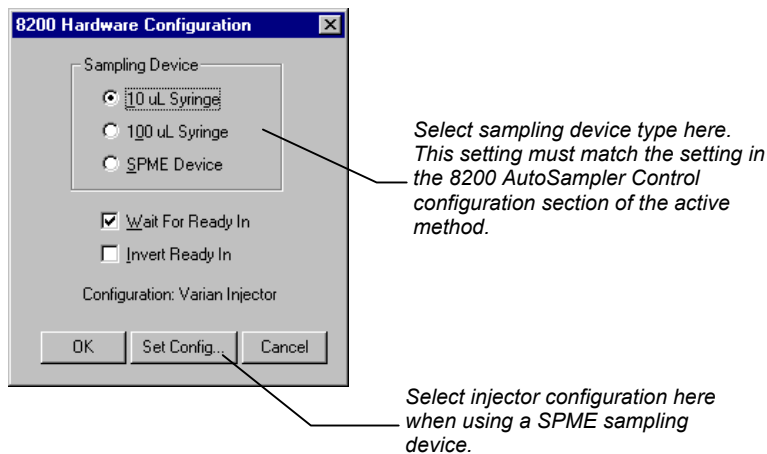 8200 Hardware Configuration
Sampling Device
10 uL Syringe
100 uL Syringe
SPME Device
Wait For Ready In
Invert Ready In
Configuration: Varian Injector
OK Set Config... Cancel
Select sampling device type here.
This setting must match the setting in
the 8200 AutoSampler Control
configuration section of the active
method.
Select injector configuration here
when using a SPME sampling
device.